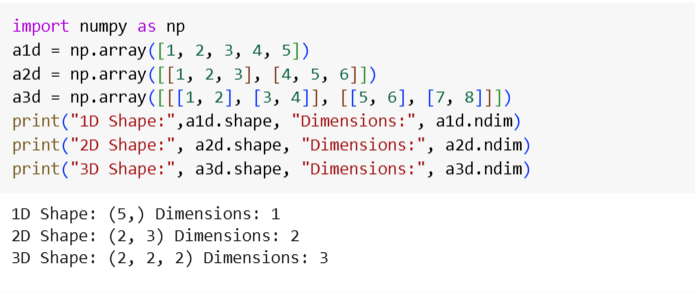 import numpy as np
a1d = np.array([1, 2, 3, 4, 5])
a2d = np.array([[1, 2, 3], [4, 5, 6]])
a3d = np.array([[[1, 2], [3, 4]], [[5, 6], [7, 8]]])
print("1D Shape:",a1d.shape, "Dimensions:", a1d.ndim)
print("2D Shape:", a2d.shape, "Dimensions:", a2d.ndim)
print("3D Shape:", a3d.shape, "Dimensions:", a3d.ndim)
1D Shape: (5,) Dimensions: 1
2D Shape: (2, 3) Dimensions: 2
3D Shape: (2, 2, 2) Dimensions: 3